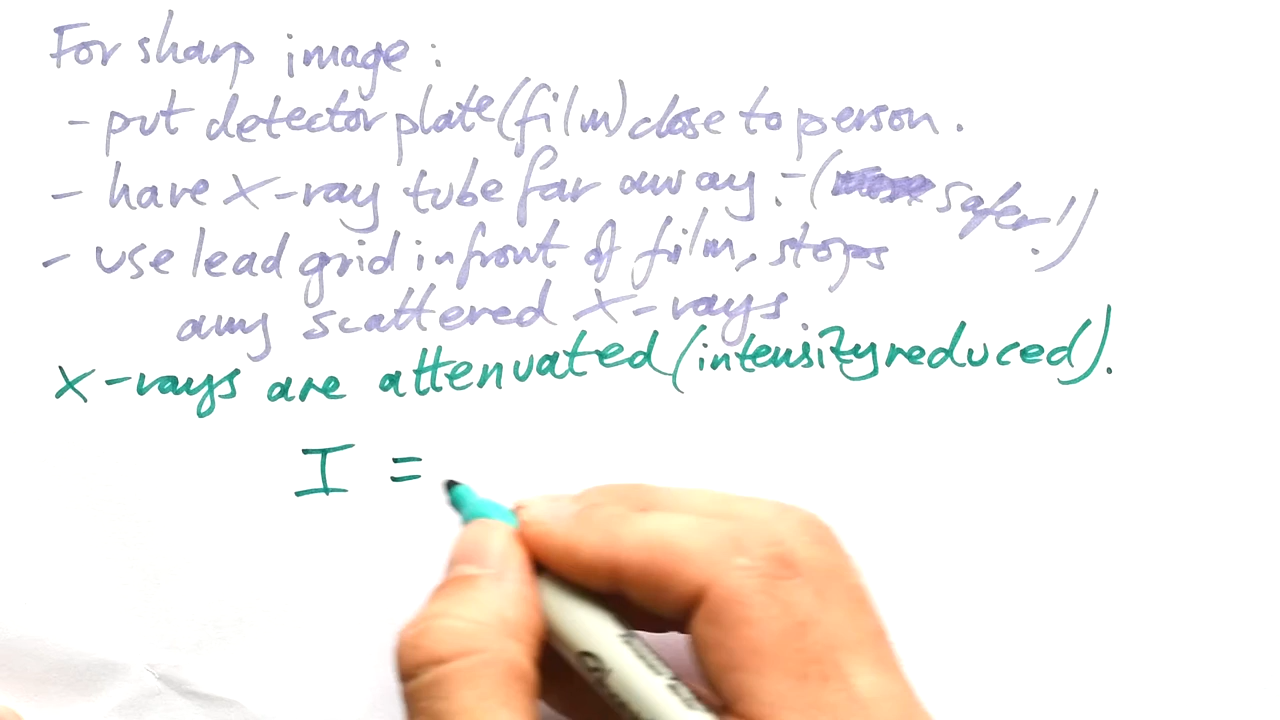 For sharp image :
- put detector plate (film) close to person .
- have X-ray tube far away : - ( safer! )
- use lead grid in front of film, stops
any scattered X-rays
X-rays are attenuated (intensity reduced) .
I =